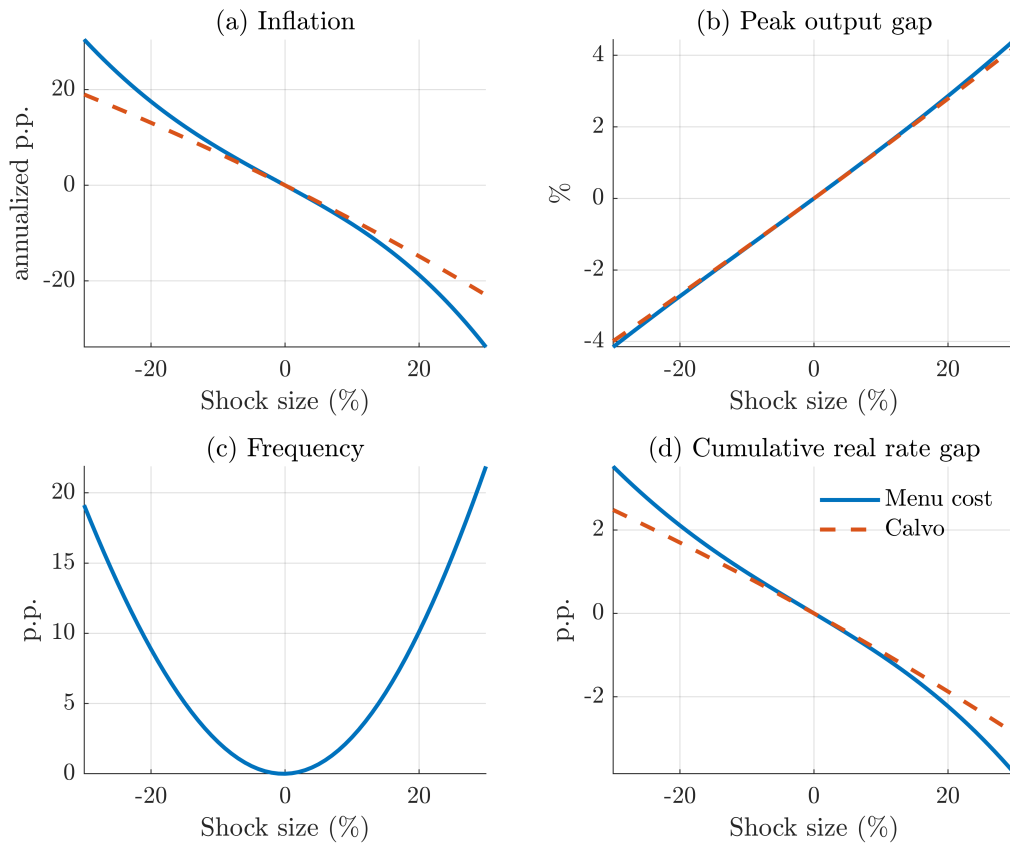 (a) Inflation
annualized p.p.
20
0
-20
-20 0 20
Shock size (%)
(b) Peak output gap
%
4
2
0
-2
-4
-20 0 20
Shock size (%)
(c) Frequency
p.p.
20
15
10
5
0
-20 0 20
Shock size (%)
(d) Cumulative real rate gap
p.p.
2
0
-2
Menu cost
Calvo
-20 0 20
Shock size (%)